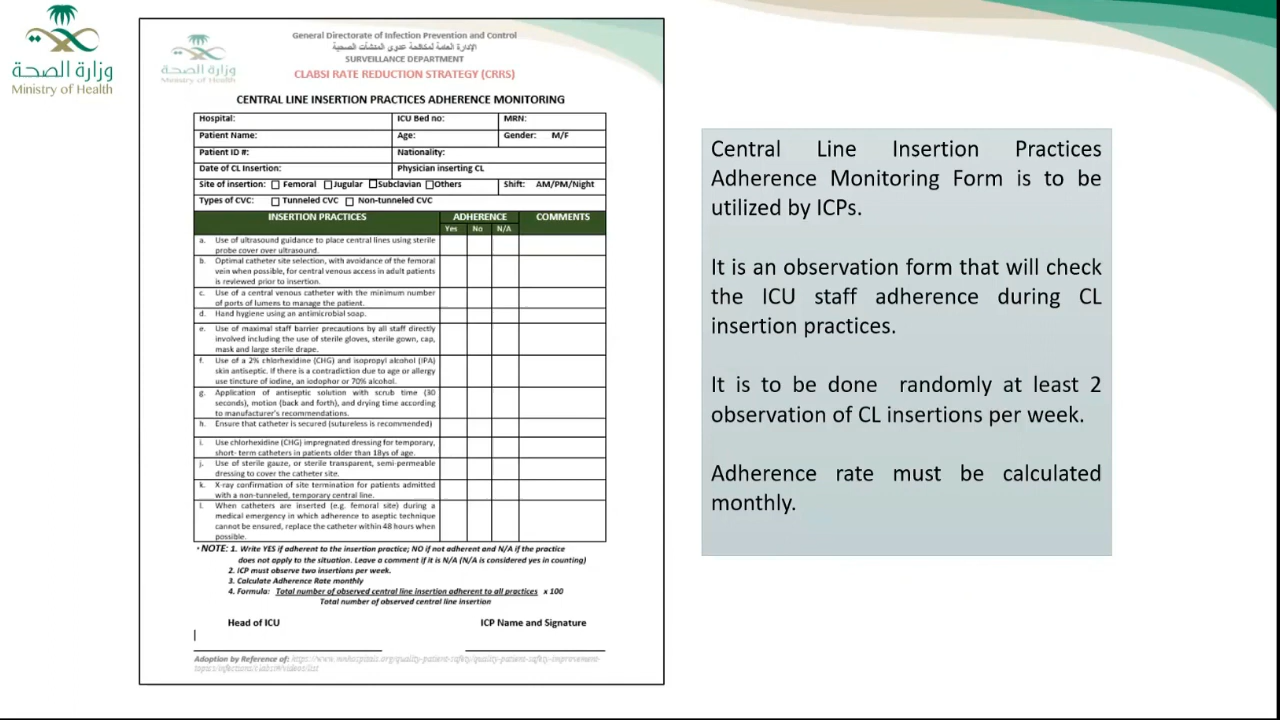 وزارة الصحة
Ministry of Health
وزارة الصحة
Ministry of Health
General Directorate of Infection Prevention and Control
الإدارة العامة لمكافحة عدوى المنشآت الصحية
SURVEILLANCE DEPARTMENT
CLABSI RATE REDUCTION STRATEGY (CRRS)
CENTRAL LINE INSERTION PRACTICES ADHERENCE MONITORING
Hospital: ICU Bed no: MRN:
Patient Name: Age: Gender: M/F
Patient ID #: Nationality:
Date of CL Insertion: Physician inserting CL
Site of insertion: Femoral Jugular Subclavian Others Shift: AM/PM/Night
Types of CVC: Tunneled CVC Non-tunneled CVC
INSERTION PRACTICES ADHERENCE COMMENTS
Yes No N/A
a. Use of ultrasound guidance to place central lines using sterile
probe cover over ultrasound.
b. Optimal catheter site selection, with avoidance of the femoral
vein when possible, for central venous access in adult patients
is reviewed prior to insertion.
c. Use of a central venous catheter with the minimum number
of ports of lumens to manage the patient.
d. Hand hygiene using an antimicrobial soap.
e. Use of maximal staff barrier precautions by all staff directly
involved including the use of sterile gloves, sterile gown, cap,
mask and large sterile drape.
f. Use of a 2% chlorhexidine (CHG) and isopropyl alcohol (IPA)
skin antiseptic. If there is a contradiction due to age or allergy
use tincture of iodine, an iodophor or 70% alcohol.
g. Application of antiseptic solution with scrub time (30
seconds), motion (back and forth), and drying time according
to manufacturer's recommendations.
h. Ensure that catheter is secured (sutureless is recommended)
i. Use chlorhexidine (CHG) impregnated dressing for temporary,
short- term catheters in patients older than 18ys of age.
j. Use of sterile gauze, or sterile transparent, semi-permeable
dressing to cover the catheter site.
k. X-ray confirmation of site termination for patients admitted
with a non-tunneled, temporary central line.
l. When catheters are inserted (e.g. femoral site) during a
medical emergency in which adherence to aseptic technique
cannot be ensured, replace the catheter within 48 hours when
possible.
• NOTE: 1. Write YES if adherent to the insertion practice; NO if not adherent and N/A if the practice
does not apply to the situation. Leave a comment if it is N/A (N/A is considered yes in counting)
2. ICP must observe two insertions per week.
3. Calculate Adherence Rate monthly
4. Formula: Total number of observed central line insertion adherent to all practices x 100
Total number of observed central line insertion
Head of ICU ICP Name and Signature
Adoption by Reference of: https://www.mnhospitals.org/quality-patient-safety/quality-patient-safety-improvement-
Central Line Insertion Practices
Adherence Monitoring Form is to be
utilized by ICPs.
It is an observation form that will check
the ICU staff adherence during CL
insertion practices.
It is to be done randomly at least 2
observation of CL insertions per week.
Adherence rate must be calculated
monthly.